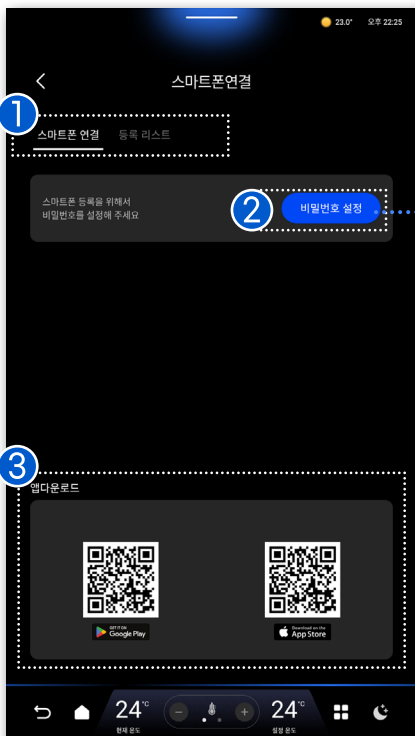 23.0° 오후 22:25
스마트폰연결
1
스마트폰 연결 등록 리스트
스마트폰 등록을 위해서
비밀번호를 설정해 주세요
2
비밀번호 설정
3
앱다운로드
GET IT ON
Google Play
Download on the
App Store
24°C
현재 온도
24°C
설정 온도